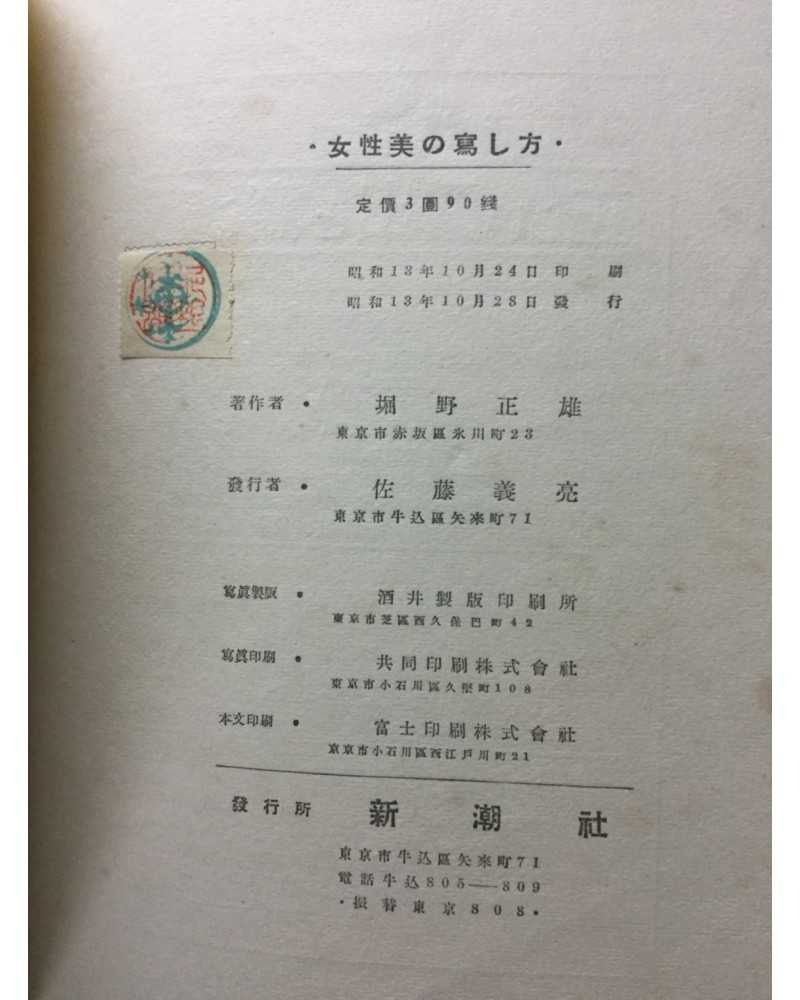 ・女性美の寫し方・
定價3圓90錢
昭和13年10月24日印刷
昭和13年10月28日發行
著作者・堀野正雄
東京市赤坂區氷川町23
發行者・佐藤義亮
東京市牛込區矢來町71
寫眞製版・酒井製版印刷所
東京市芝區西久保巴町42
寫眞印刷・共同印刷株式會社
東京市小石川區久堅町108
本文印刷・富士印刷株式會社
京京市小石川區西江戸川町21
發行所 新潮社
東京市牛込區矢來町71
電話牛込805—809
・振替東京808・